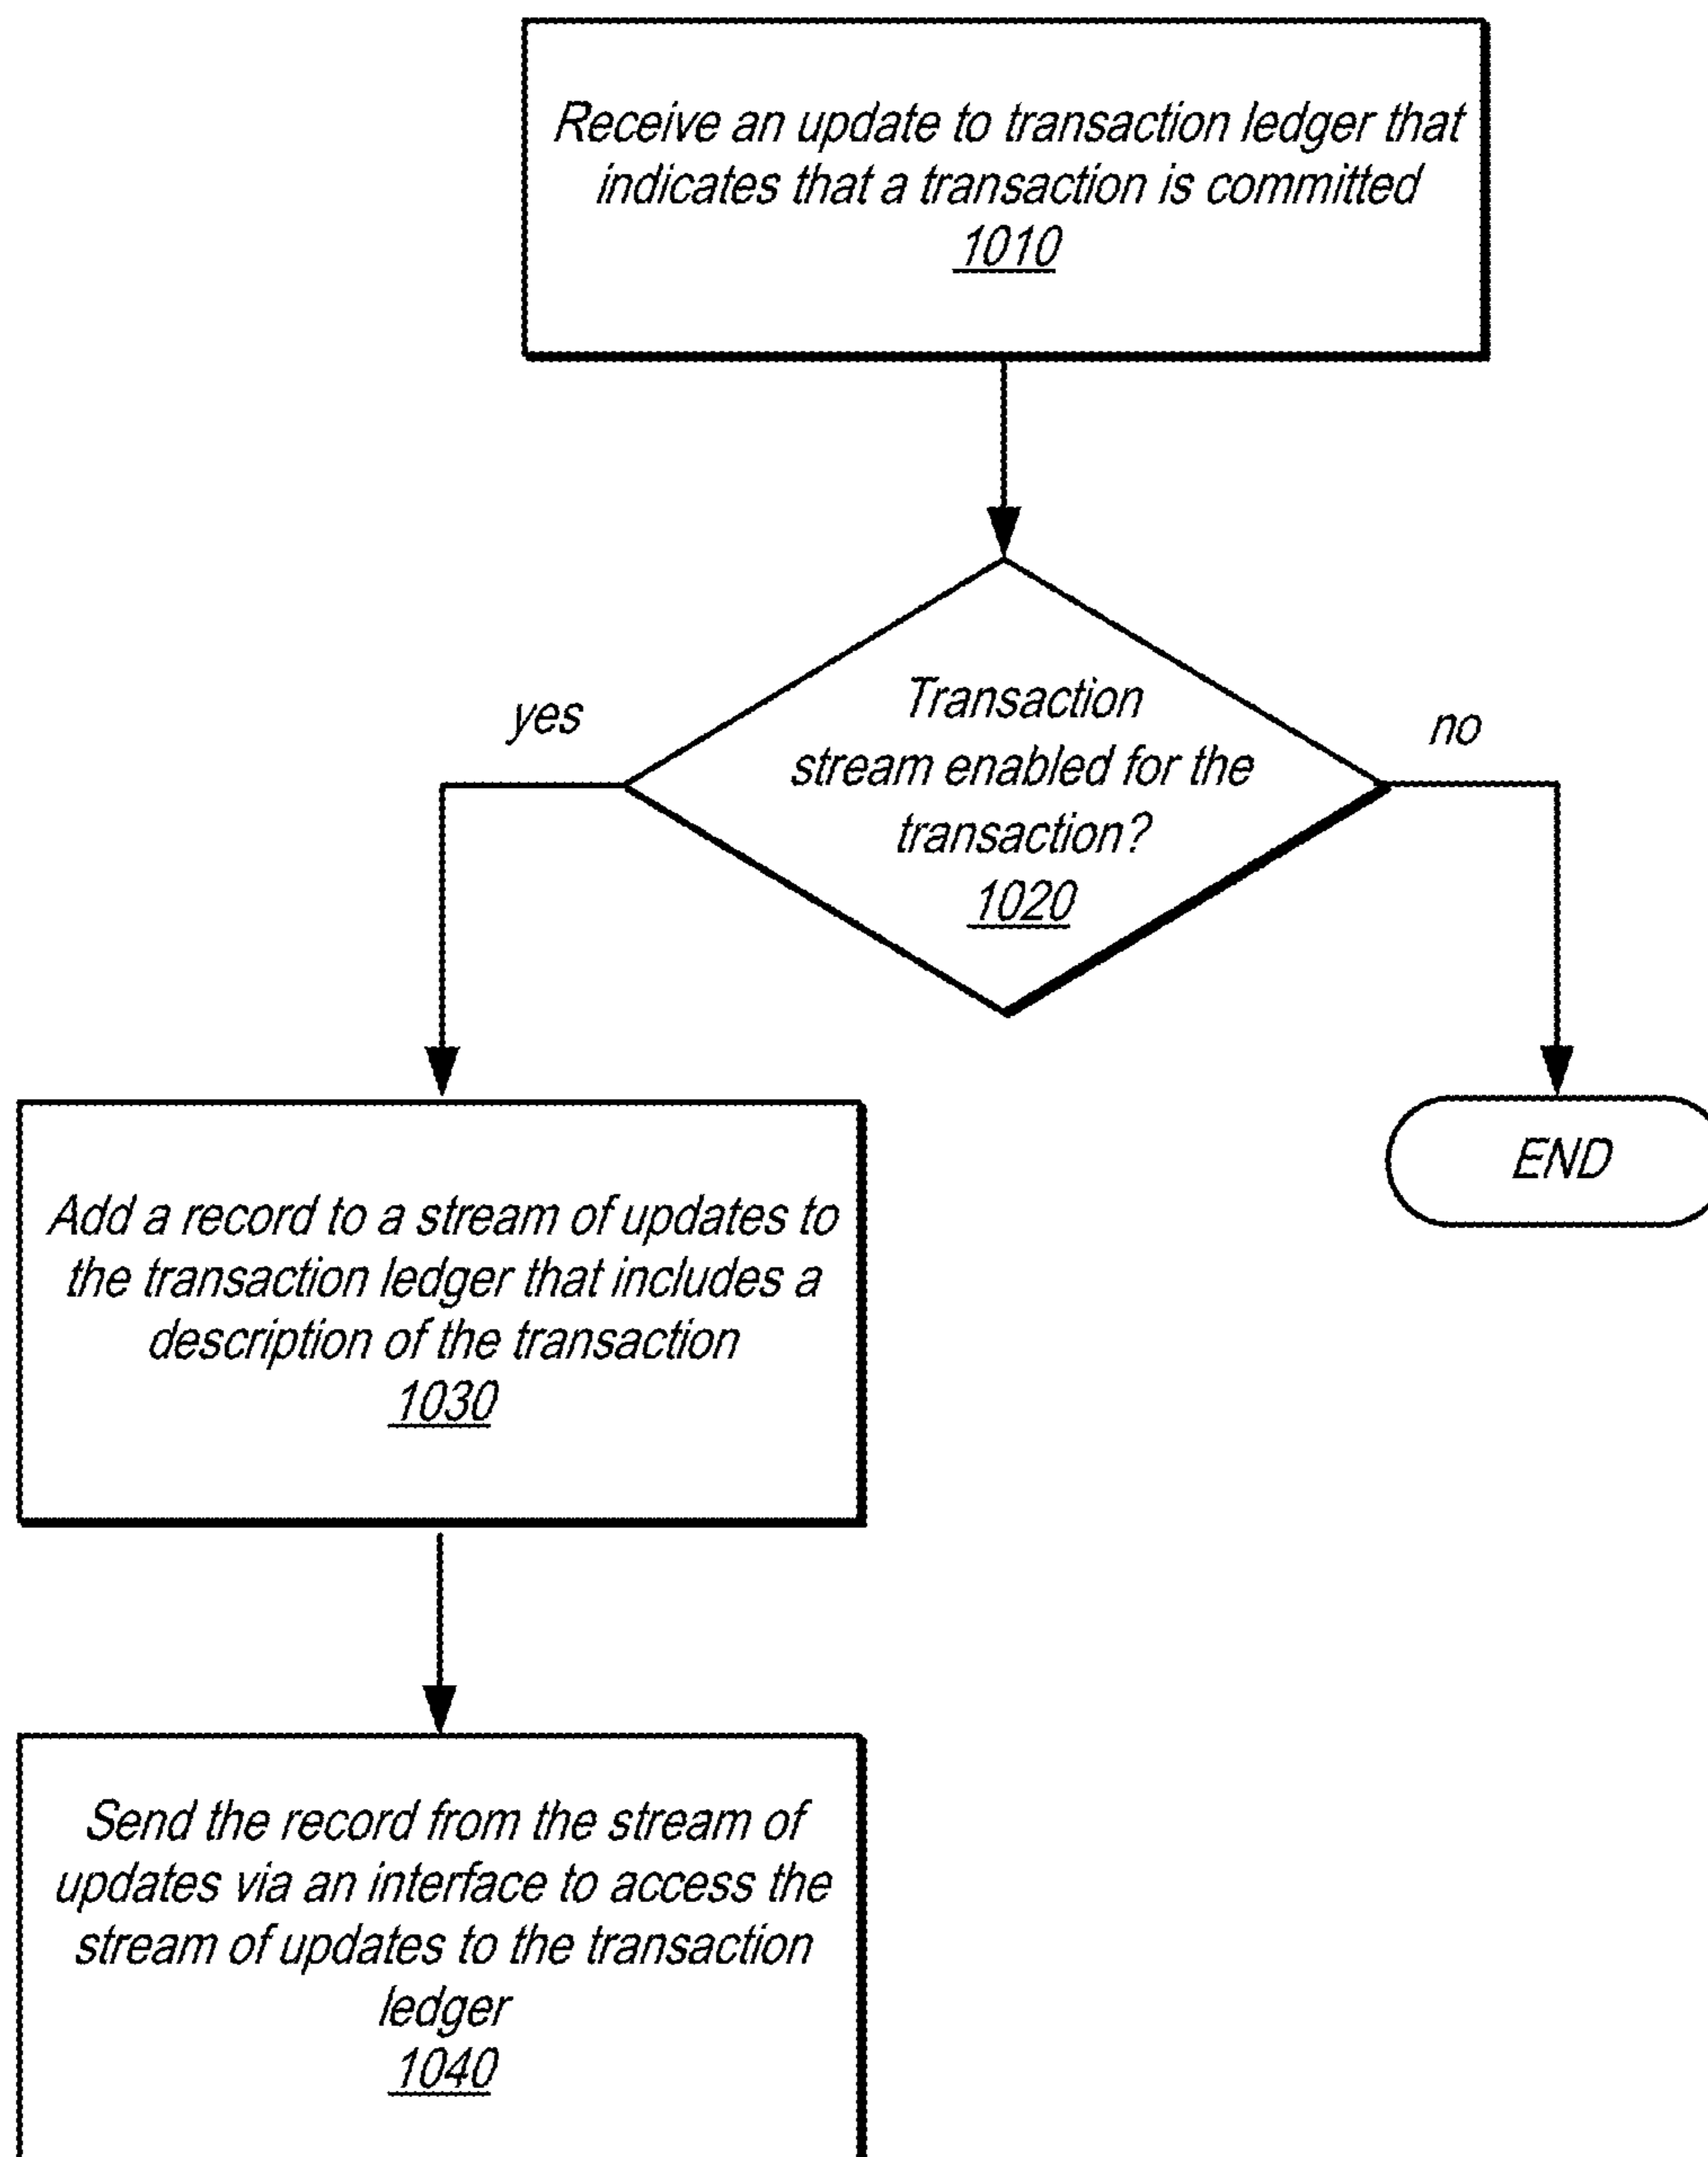 Receive an update to transaction ledger that
indicates that a transaction is committed
1010
Transaction
stream enabled for the
transaction?
1020
yes
no
Add a record to a stream of updates to
the transaction ledger that includes a
description of the transaction
1030
END
Send the record from the stream of
updates via an interface to access the
stream of updates to the transaction
ledger
1040